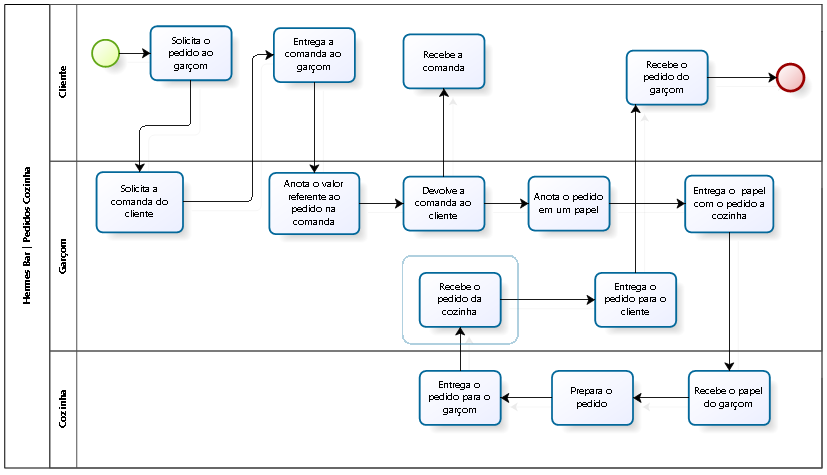 Hermes Bar | Pedidos Cozinha
Cliente
Solicita o
pedido ao
garçom
Entrega a
comanda ao
garçom
Recebe a
comanda
Recebe o
pedido do
garçom
Garçom
Solicita a
comanda do
cliente
Anota o valor
referente ao
pedido na
comanda
Devolve a
comanda ao
cliente
Anota o pedido
em um papel
Entrega o papel
com o pedido a
cozinha
Recebe o
pedido da
cozinha
Entrega o
pedido para o
cliente
Cozinha
Entrega o
pedido para o
garçom
Prepara o
pedido
Recebe o papel
do garçom